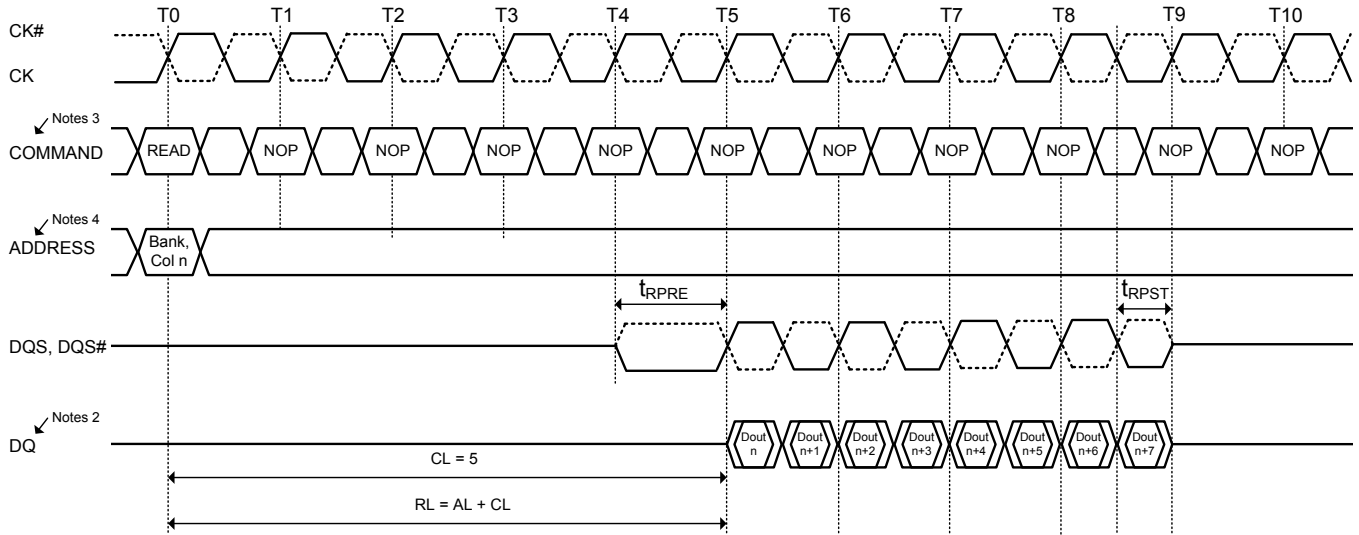 T0 T1 T2 T3 T4 T5 T6 T7 T8 T9 T10
CK#
CK
Notes 3
COMMAND READ NOP NOP NOP NOP NOP NOP NOP NOP NOP NOP
Notes 4
ADDRESS
Bank,
Col n
tRPRE tRPST
DQS, DQS#
Notes 2
DQ
Dout n
Dout n+1
Dout n+2
Dout n+3
Dout n+4
Dout n+5
Dout n+6
Dout n+7
CL = 5
RL = AL + CL